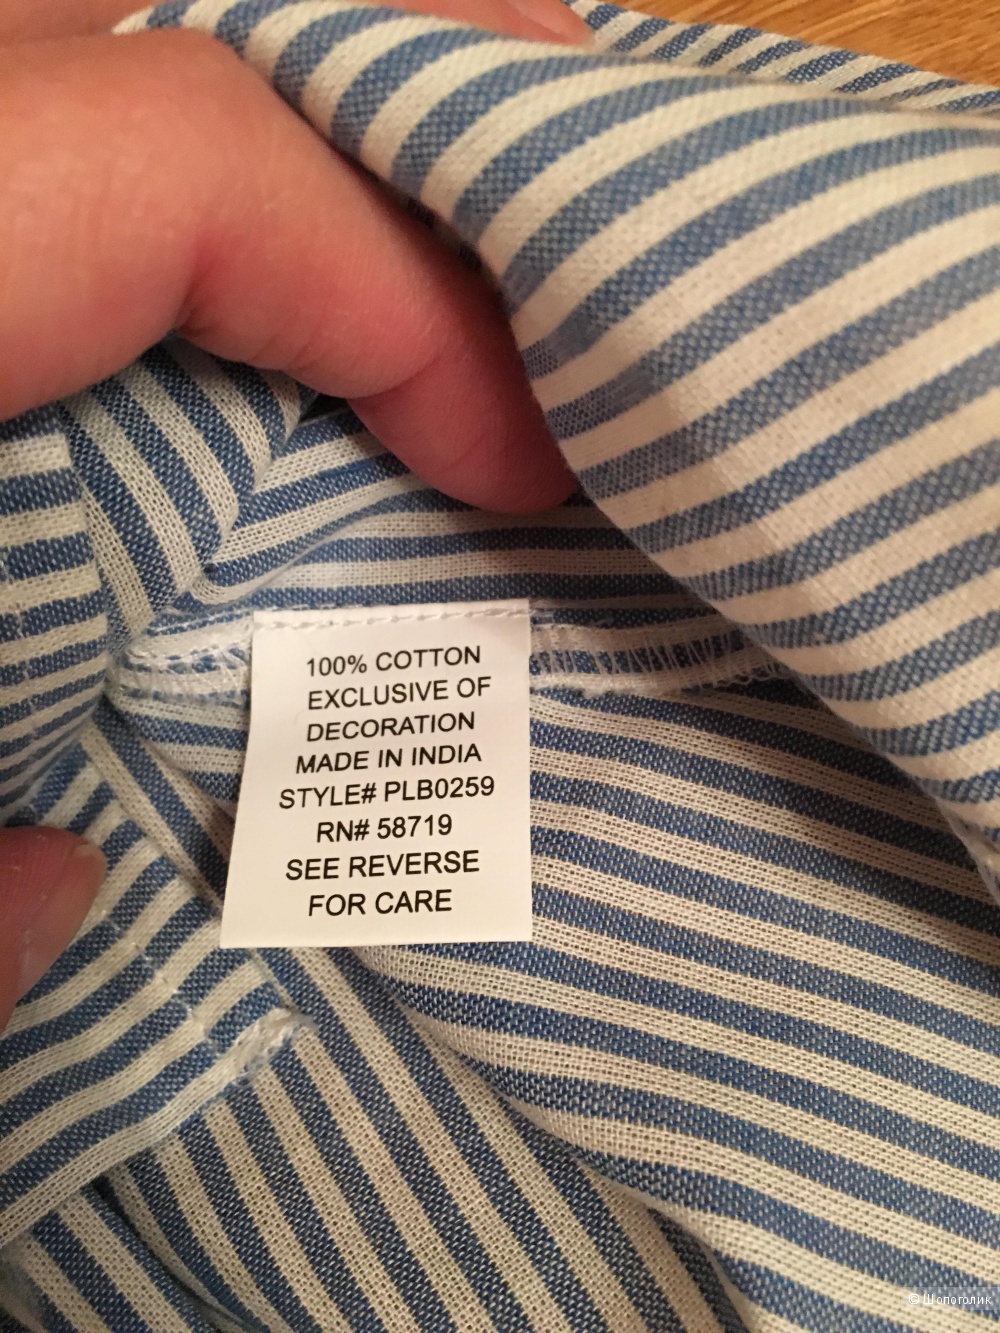 100% COTTON
EXCLUSIVE OF
DECORATION
MADE IN INDIA
STYLE# PLB0259
RN# 58719
SEE REVERSE
FOR CARE
© Шопоголик